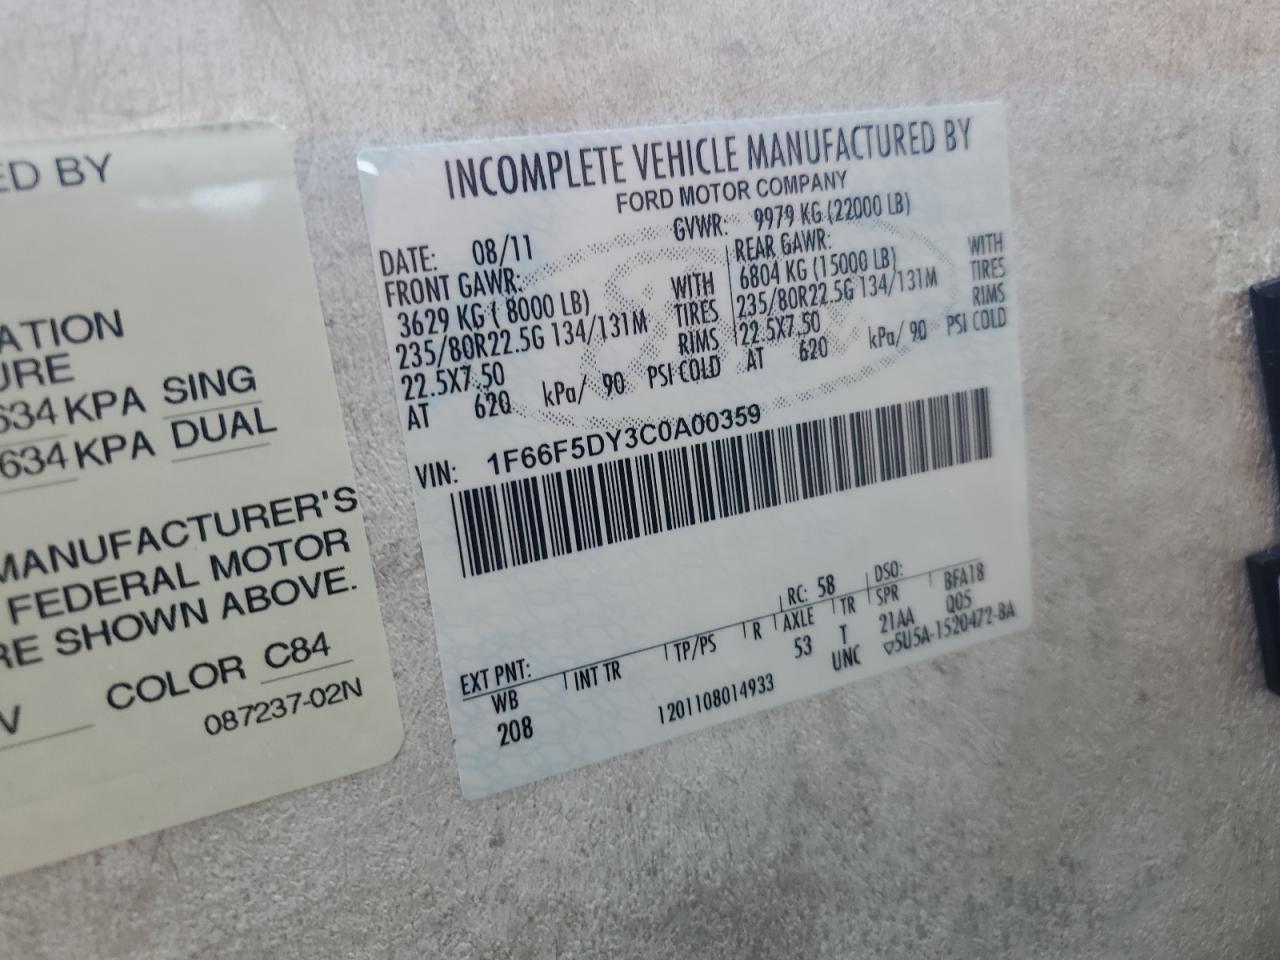 ED BY
ATION
URE
634 KPA SING
634 KPA DUAL
MANUFACTURER'S
FEDERAL MOTOR
RE SHOWN ABOVE.
V COLOR C84
087237-02N
INCOMPLETE VEHICLE MANUFACTURED BY
FORD MOTOR COMPANY
DATE: 08/11 GVWR: 9979 KG (22000 LB)
FRONT GAWR: REAR GAWR:
3629 KG ( 8000 LB) WITH 6804 KG (15000 LB) WITH
235/80R22.5G 134/131M TIRES 235/80R22.5G 134/131M TIRES
22.5X7.50 RIMS 22.5X7.50 RIMS
AT 620 kPa/ 90 PSI COLD AT 620 kPa/ 90 PSI COLD
VIN: 1F66F5DY3C0A00359
EXT PNT: RC: 58 DSO:
WB INT TR TP/PS R AXLE TR SPR BFA18
208 53 T 21AA Q05
1201108014933 UNC ▽5U5A-1520472-BA